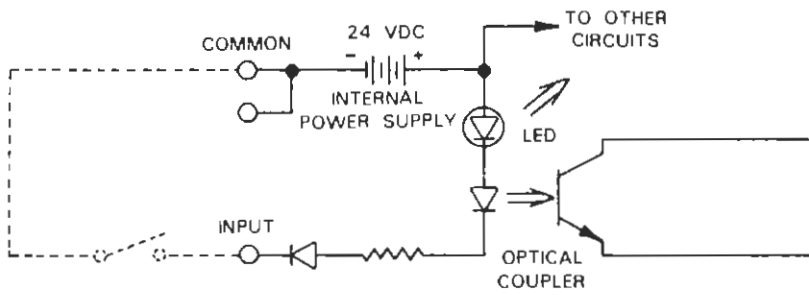 24 VDC
COMMON
- +
TO OTHER
CIRCUITS
INTERNAL
POWER SUPPLY
LED
INPUT
OPTICAL
COUPLER